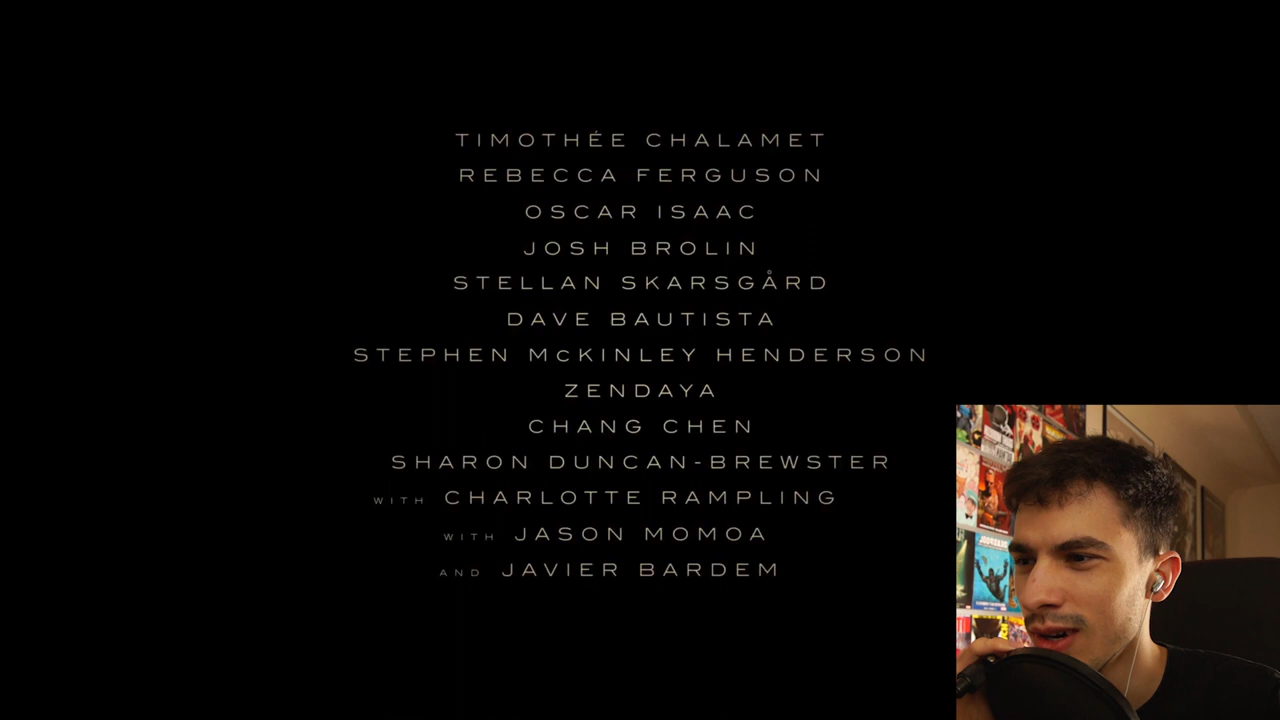 TIMOTHÉE CHALAMET
REBECCA FERGUSON
OSCAR ISAAC
JOSH BROLIN
STELLAN SKARSGÅRD
DAVE BAUTISTA
STEPHEN McKINLEY HENDERSON
ZENDAYA
CHANG CHEN
SHARON DUNCAN-BREWSTER
WITH CHARLOTTE RAMPLING
WITH JASON MOMOA
AND JAVIER BARDEM